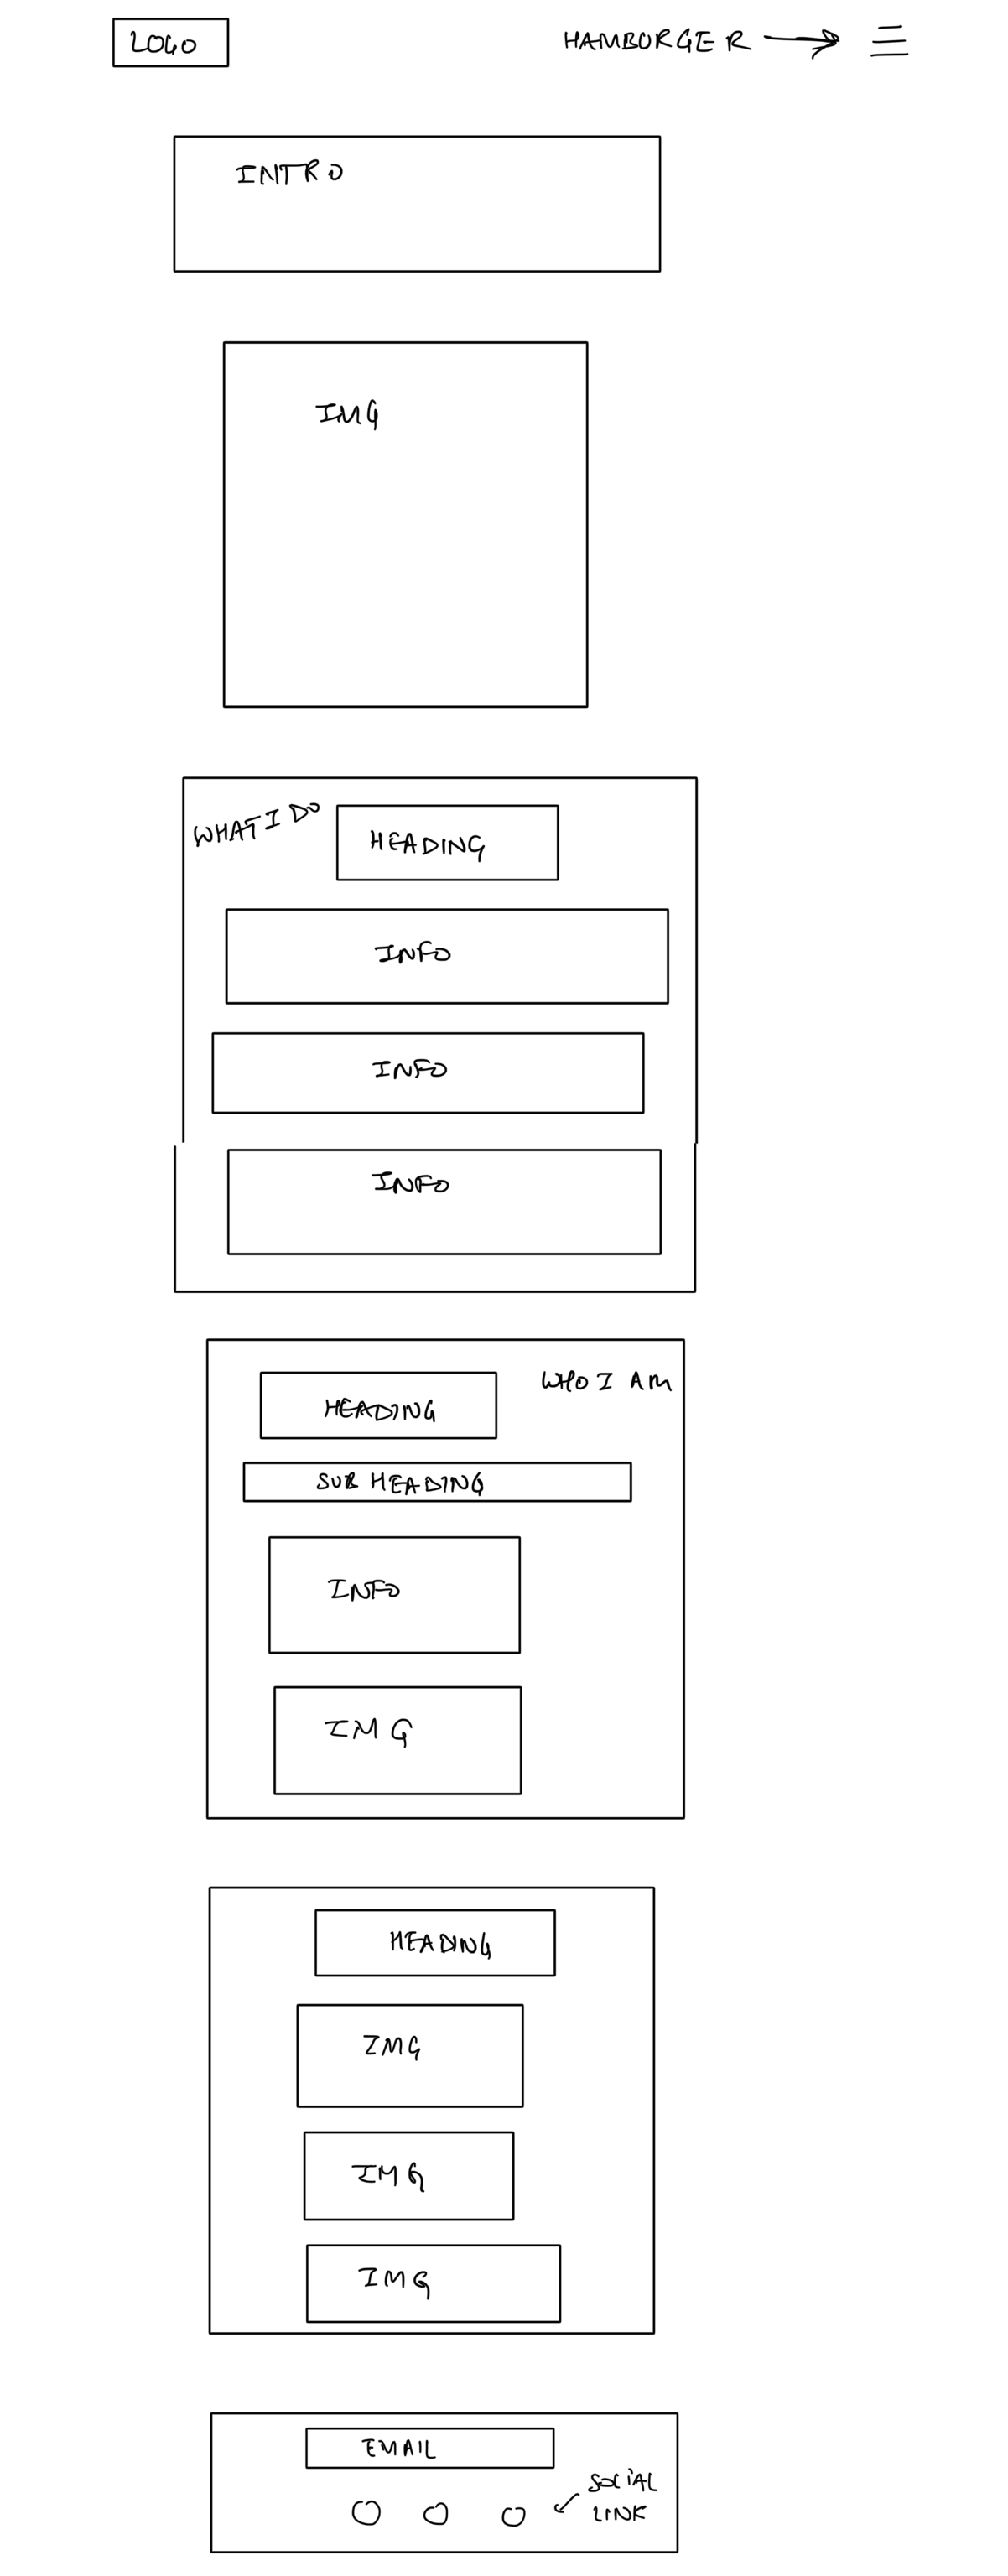 LOGO
HAMBURGER
INTRO
IMG
WHAT I DO
HEADING
INFO
INFO
INFO
WHO I AM
HEADING
SUB HEADING
INFO
IMG
HEADING
IMG
IMG
IMG
EMAIL
SOCIAL
LINK